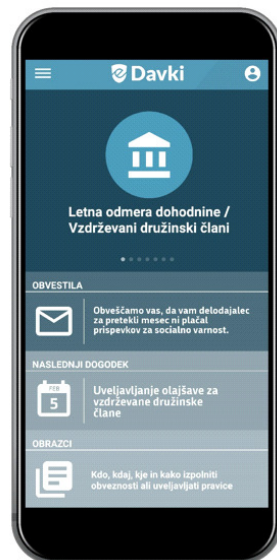 eDavki
Letna odmera dohodnine /
Vzdrževani družinski člani
OBVESTILA
Obveščamo vas, da vam delodajalec
za pretekli mesec ni plačal
prispevkov za socialno varnost.
NASLEDNJI DOGODEK
FEB
5
Uveljavljanje olajšave za
vzdrževane družinske
člane
OBRAZCI
Kdo, kdaj, kje in kako izpolniti
obveznosti ali uveljavljati pravice